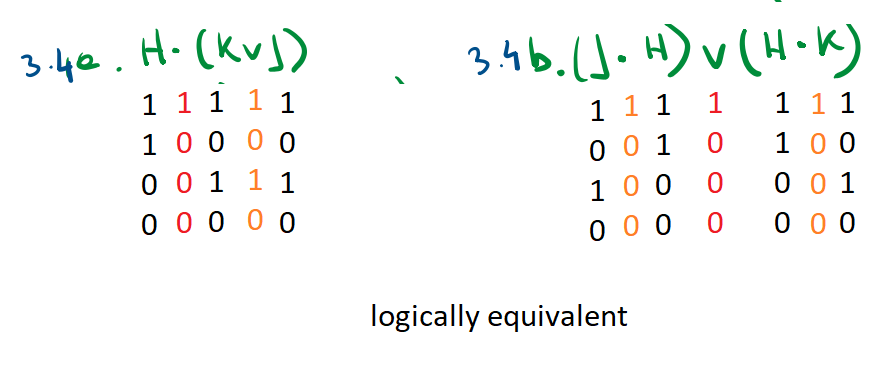 3.4a. H·(K∨J)
1 1 1 1 1
1 0 0 0 0
0 0 1 1 1
0 0 0 0 0
3.4b. (J·H) ∨ (H·K)
1 1 1 1 1 1 1
0 0 1 0 1 0 0
1 0 0 0 0 0 1
0 0 0 0 0 0 0
logically equivalent